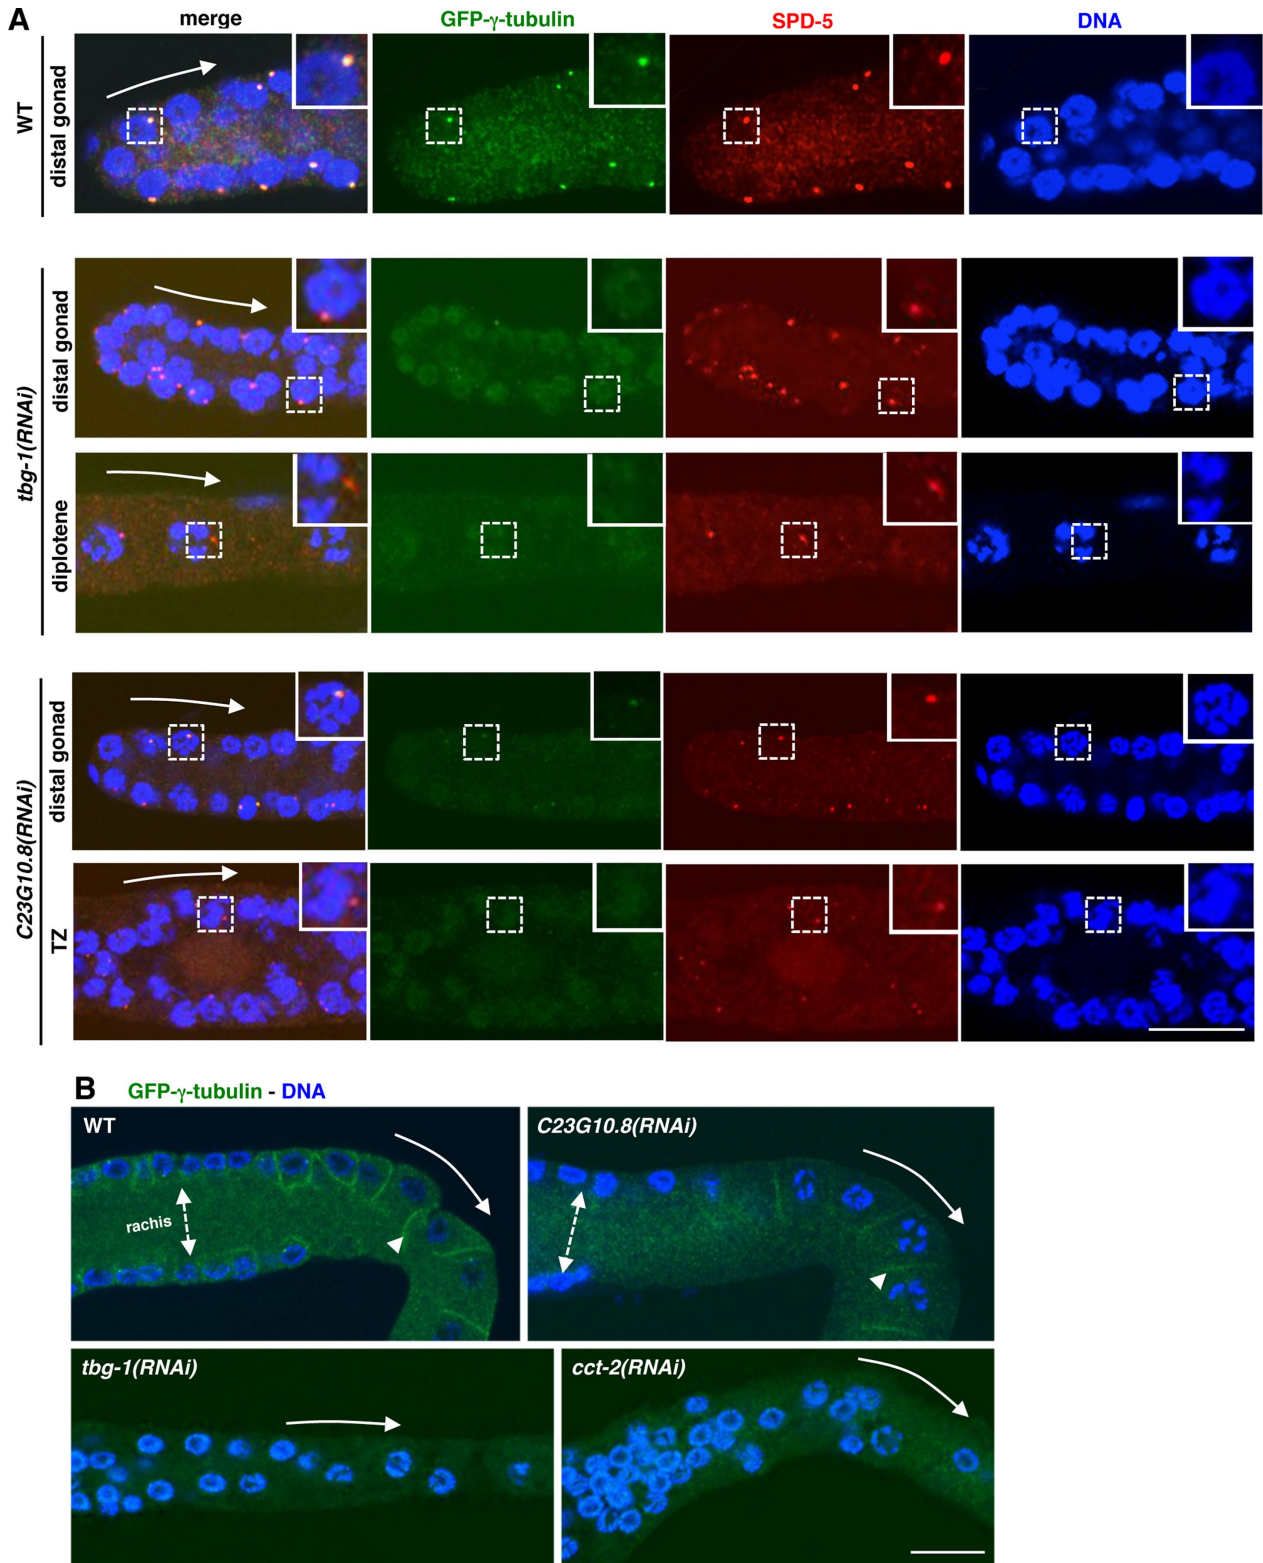 A
merge
GFP-γ-tubulin
SPD-5
DNA
WT
distal gonad
tbg-1(RNAi)
distal gonad
diplotene
C23G10.8(RNAi)
distal gonad
TZ
B
GFP-γ-tubulin - DNA
WT
rachis
C23G10.8(RNAi)
tbg-1(RNAi)
cct-2(RNAi)